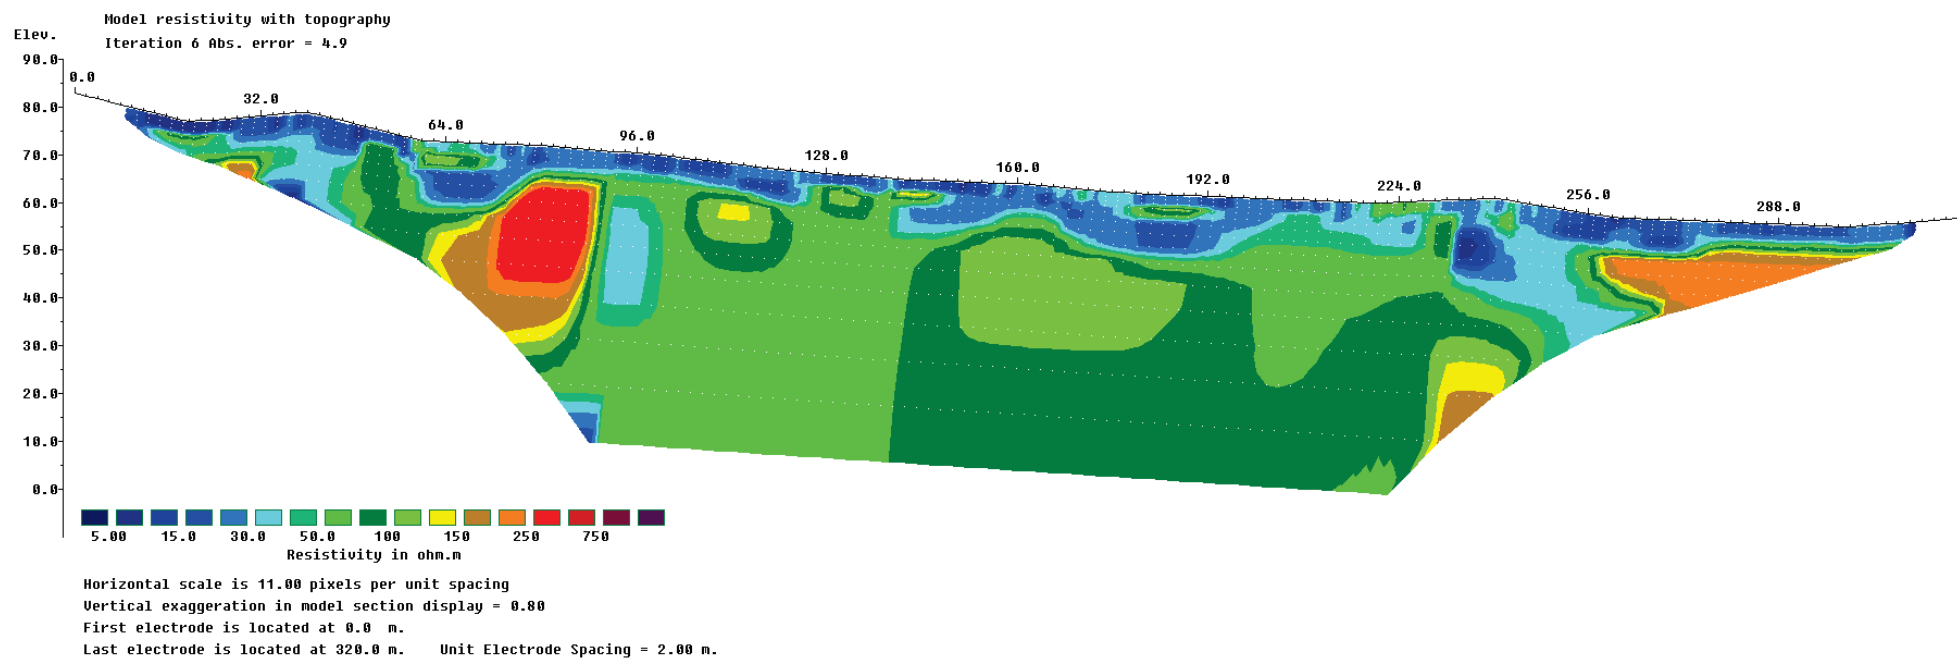 Model resistivity with topography
Elev.
Iteration 6 Abs. error = 4.9
90.0
0.0
80.0
32.0
64.0
96.0
70.0
128.0
160.0
192.0
224.0
256.0
288.0
60.0
50.0
40.0
30.0
20.0
10.0
0.0
5.00 15.0 30.0 50.0 100 150 250 750
Resistivity in ohm.m
Horizontal scale is 11.00 pixels per unit spacing
Vertical exaggeration in model section display = 0.80
First electrode is located at 0.0 m.
Last electrode is located at 320.0 m. Unit Electrode Spacing = 2.00 m.